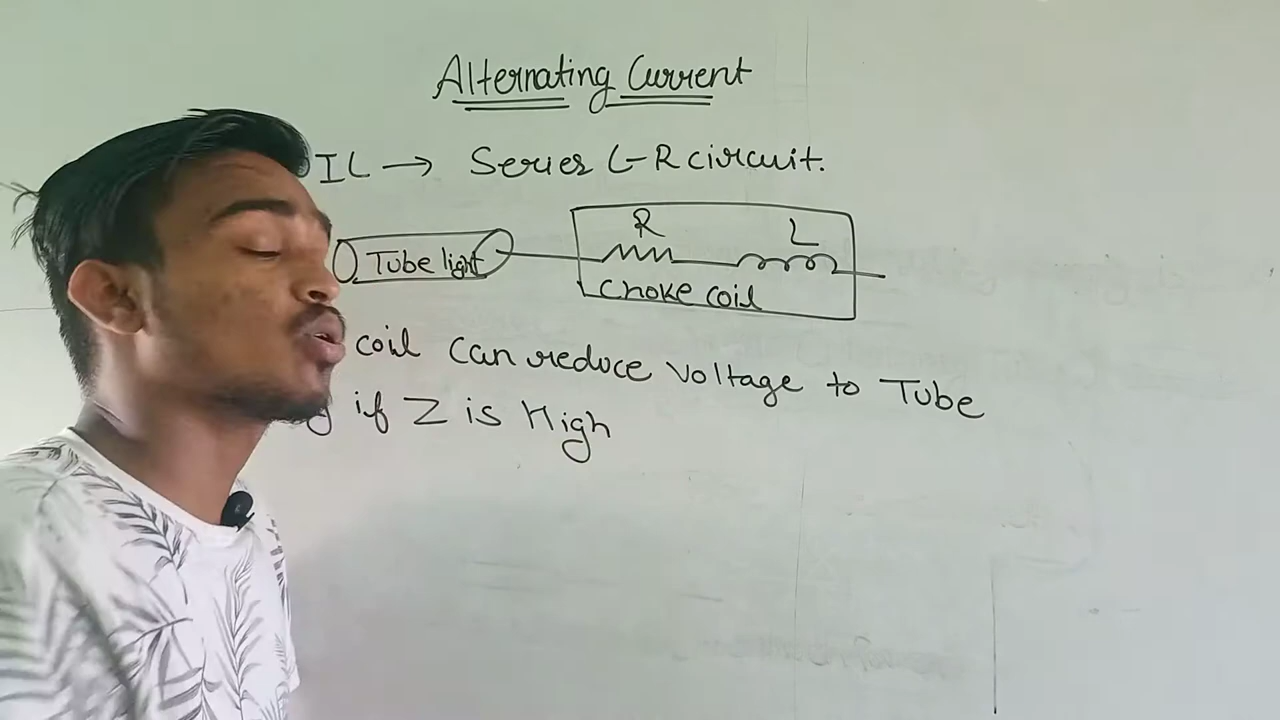 Alternating Current
IL → Series L-R circuit.
R
L
Tube light
Choke coil
coil can reduce voltage to Tube
if Z is High